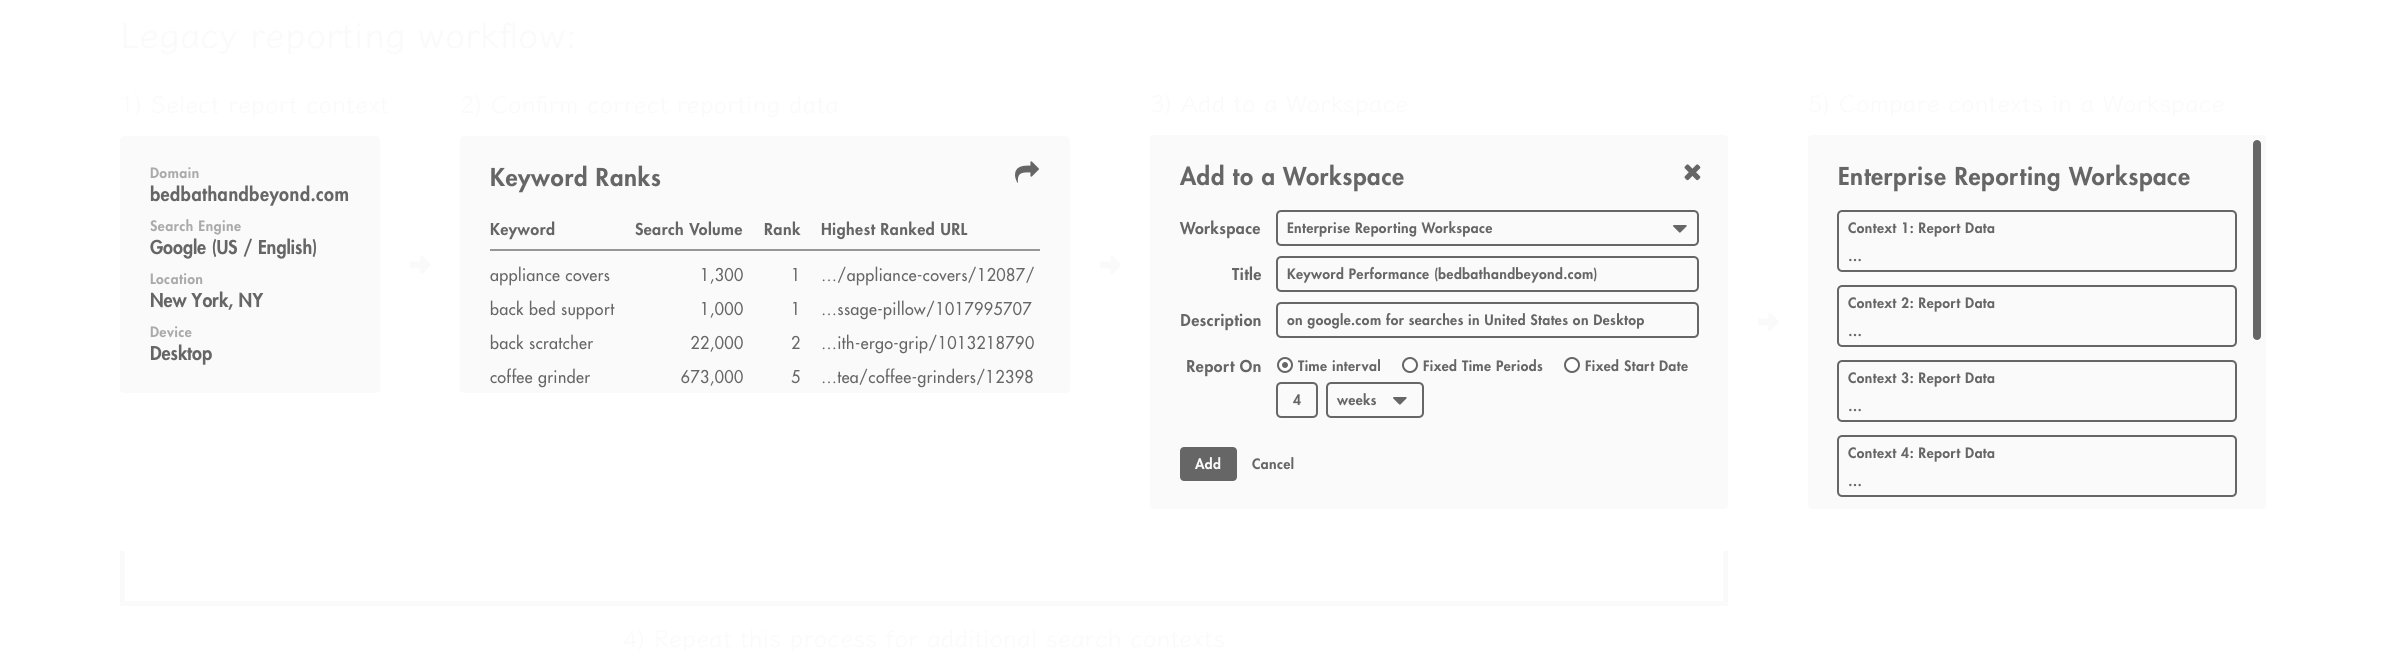 Legacy reporting workflow:
1) Select report context
Domain
bedbathandbeyond.com
Search Engine
Google (US / English)
Location
New York, NY
Device
Desktop
2) Confirm correct reporting data
Keyword Ranks
Keyword Search Volume Rank Highest Ranked URL
appliance covers 1,300 1 .../appliance-covers/12087/
back bed support 1,000 1 ...ssage-pillow/1017995707
back scratcher 22,000 2 ...ith-ergo-grip/1013218790
coffee grinder 673,000 5 ...tea/coffee-grinders/12398
3) Add to a Workspace
Add to a Workspace
Workspace Enterprise Reporting Workspace
Title Keyword Performance (bedbathandbeyond.com)
Description on google.com for searches in United States on Desktop
Report On Time interval Fixed Time Periods Fixed Start Date
4 weeks
Add Cancel
4) Repeat this process for additional search contexts
5) Compare contexts in a Workspace
Enterprise Reporting Workspace
Context 1: Report Data
...
Context 2: Report Data
...
Context 3: Report Data
...
Context 4: Report Data
...